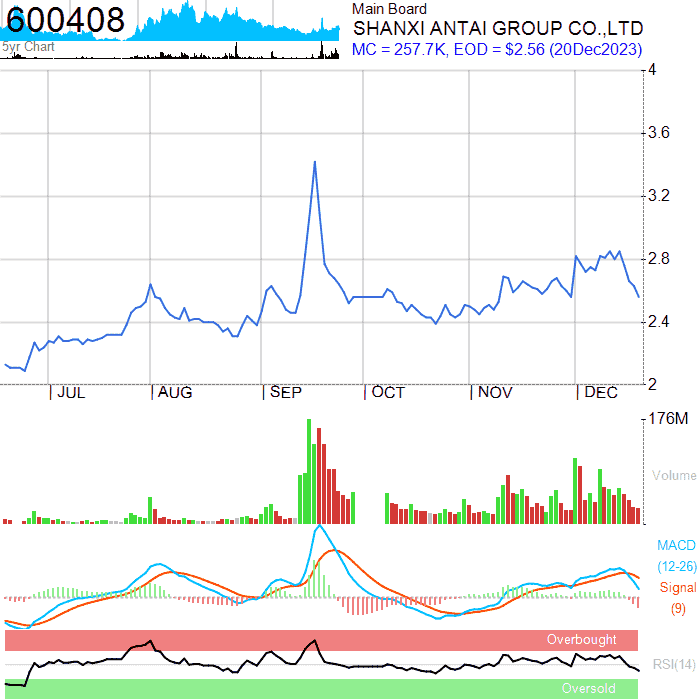 600408
5yr Chart
Main Board
SHANXI ANTAI GROUP CO.,LTD
MC = 257.7K, EOD = $2.56 (20Dec2023)
4
3.6
3.2
2.8
2.4
2
JUL AUG SEP OCT NOV DEC
176M
Volume
MACD
(12-26)
Signal
(9)
Overbought
RSI(14)
Oversold